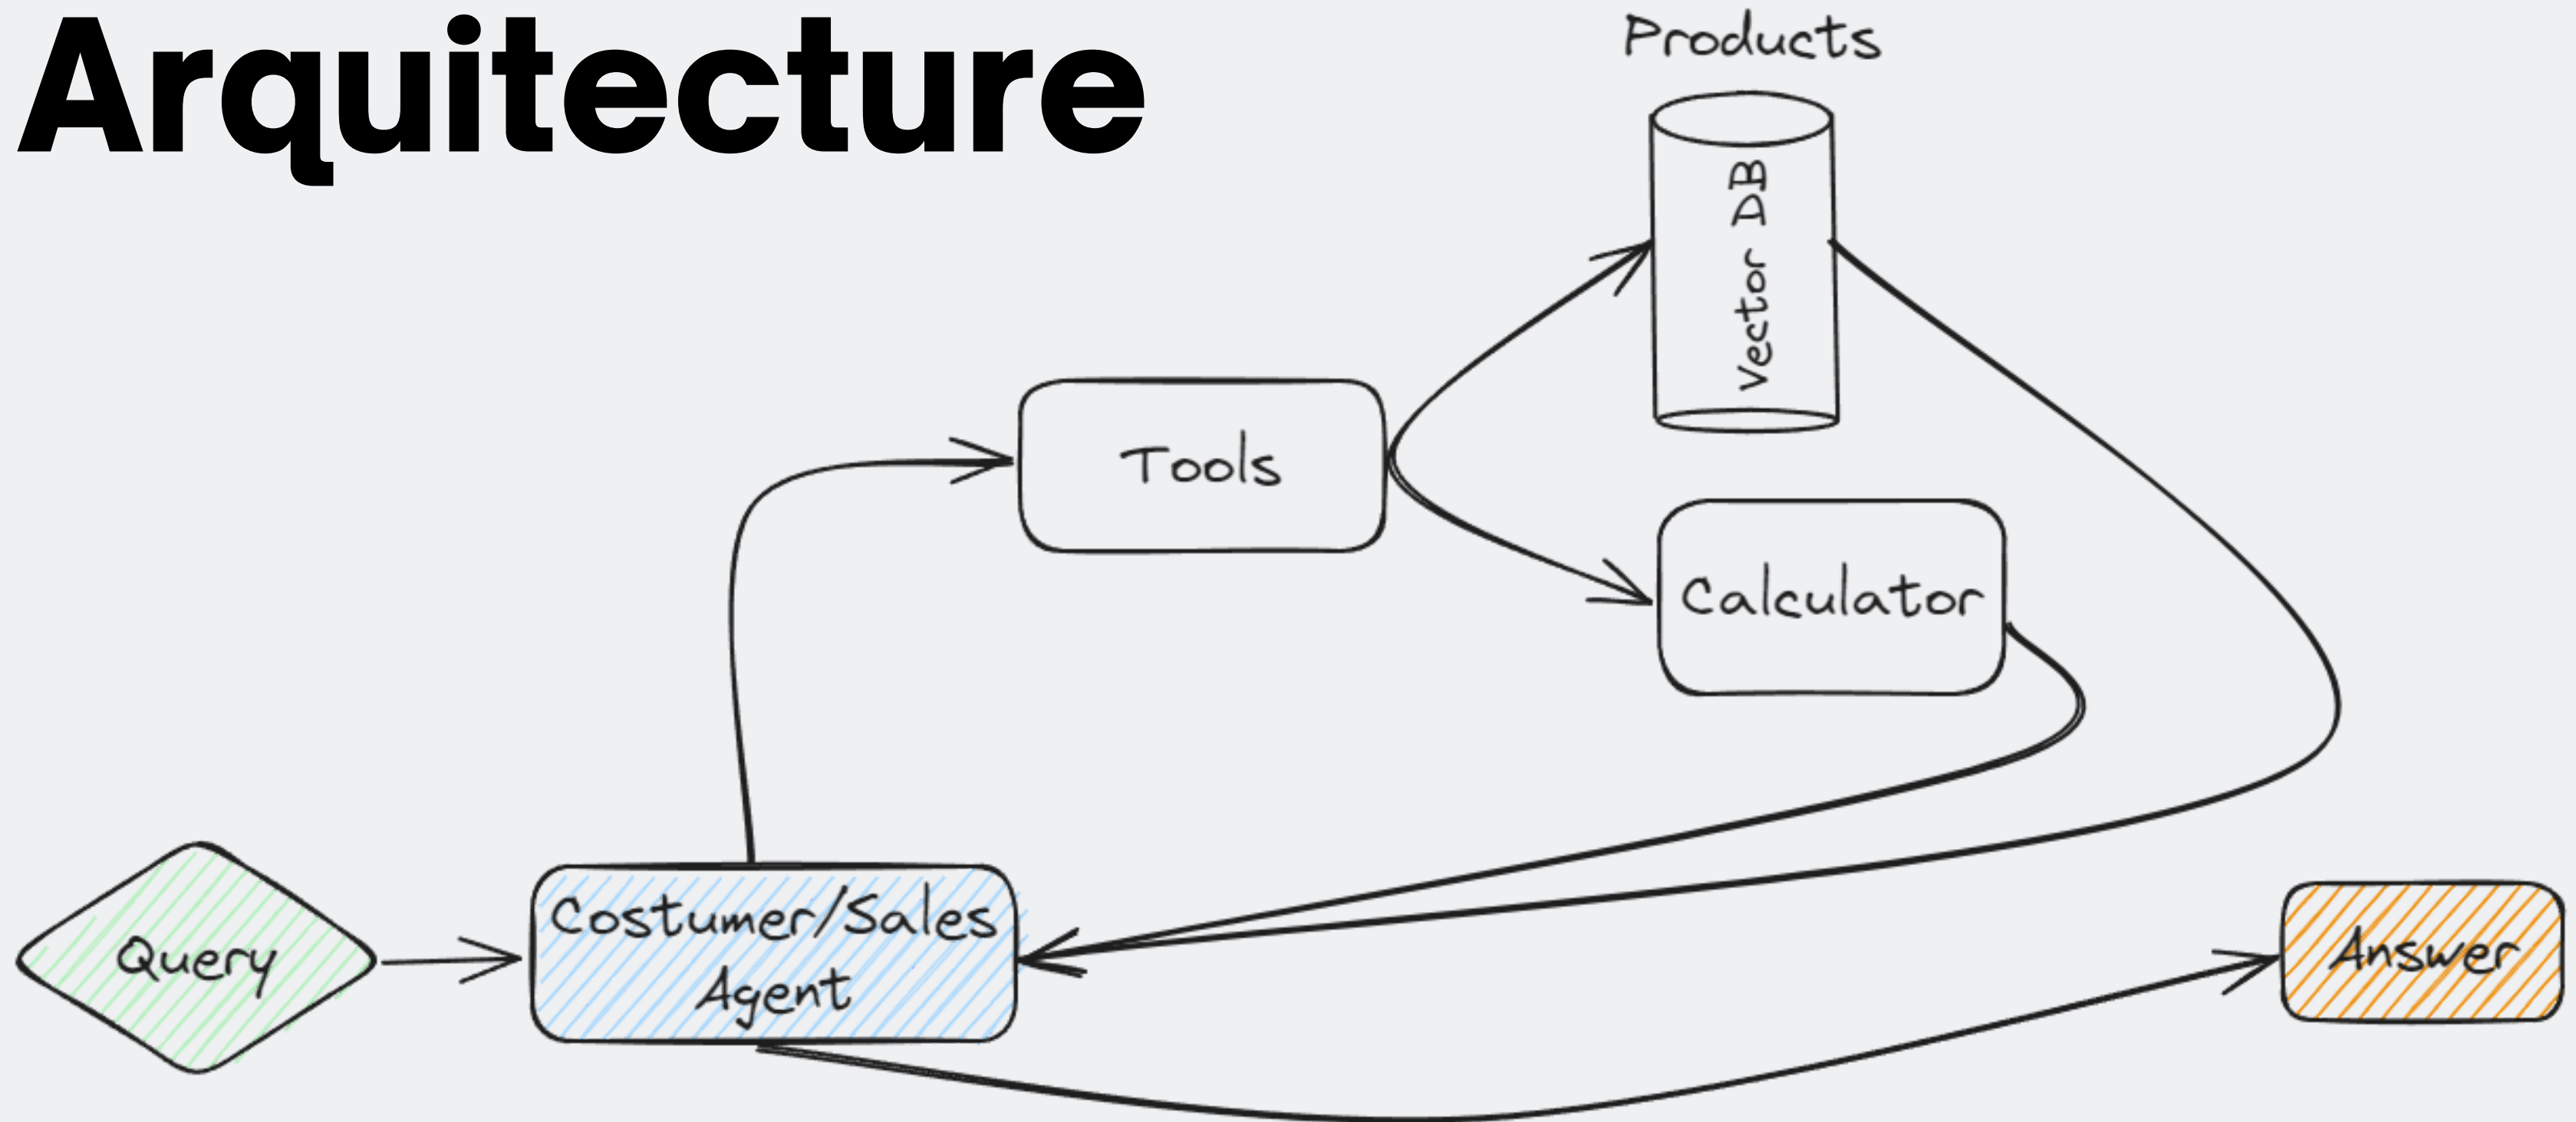 Arquitecture
Products
Vector DB
Tools
Calculator
Query
Costumer/Sales
Agent
Answer